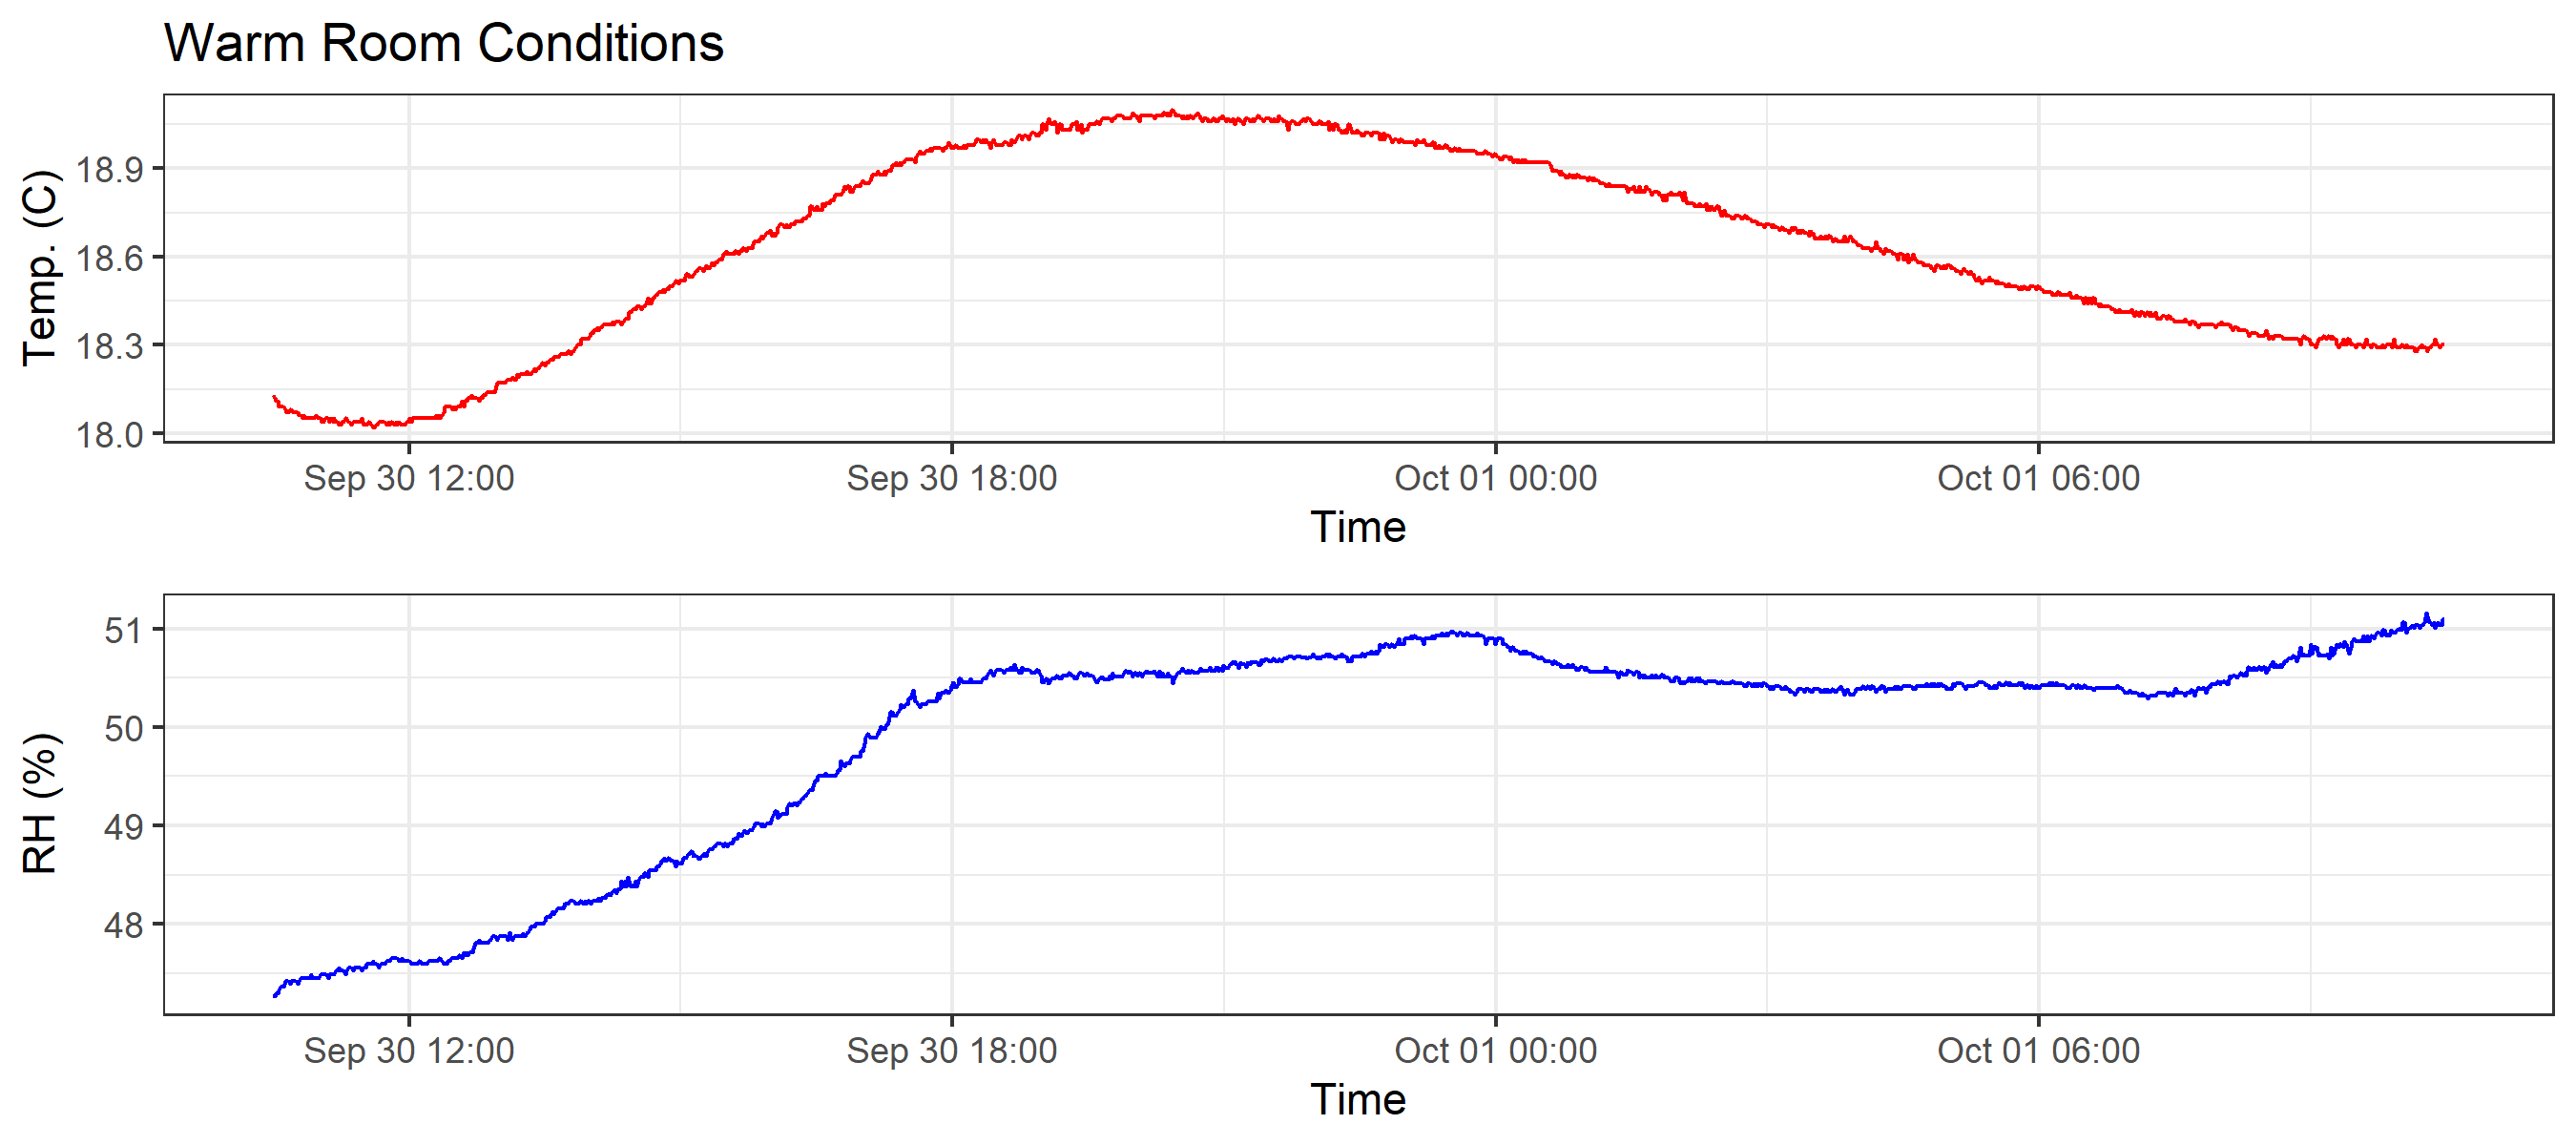 Warm Room Conditions
Temp. (C)
18.9
18.6
18.3
18.0
Sep 30 12:00 Sep 30 18:00 Oct 01 00:00 Oct 01 06:00
Time
RH (%)
51
50
49
48
Sep 30 12:00 Sep 30 18:00 Oct 01 00:00 Oct 01 06:00
Time